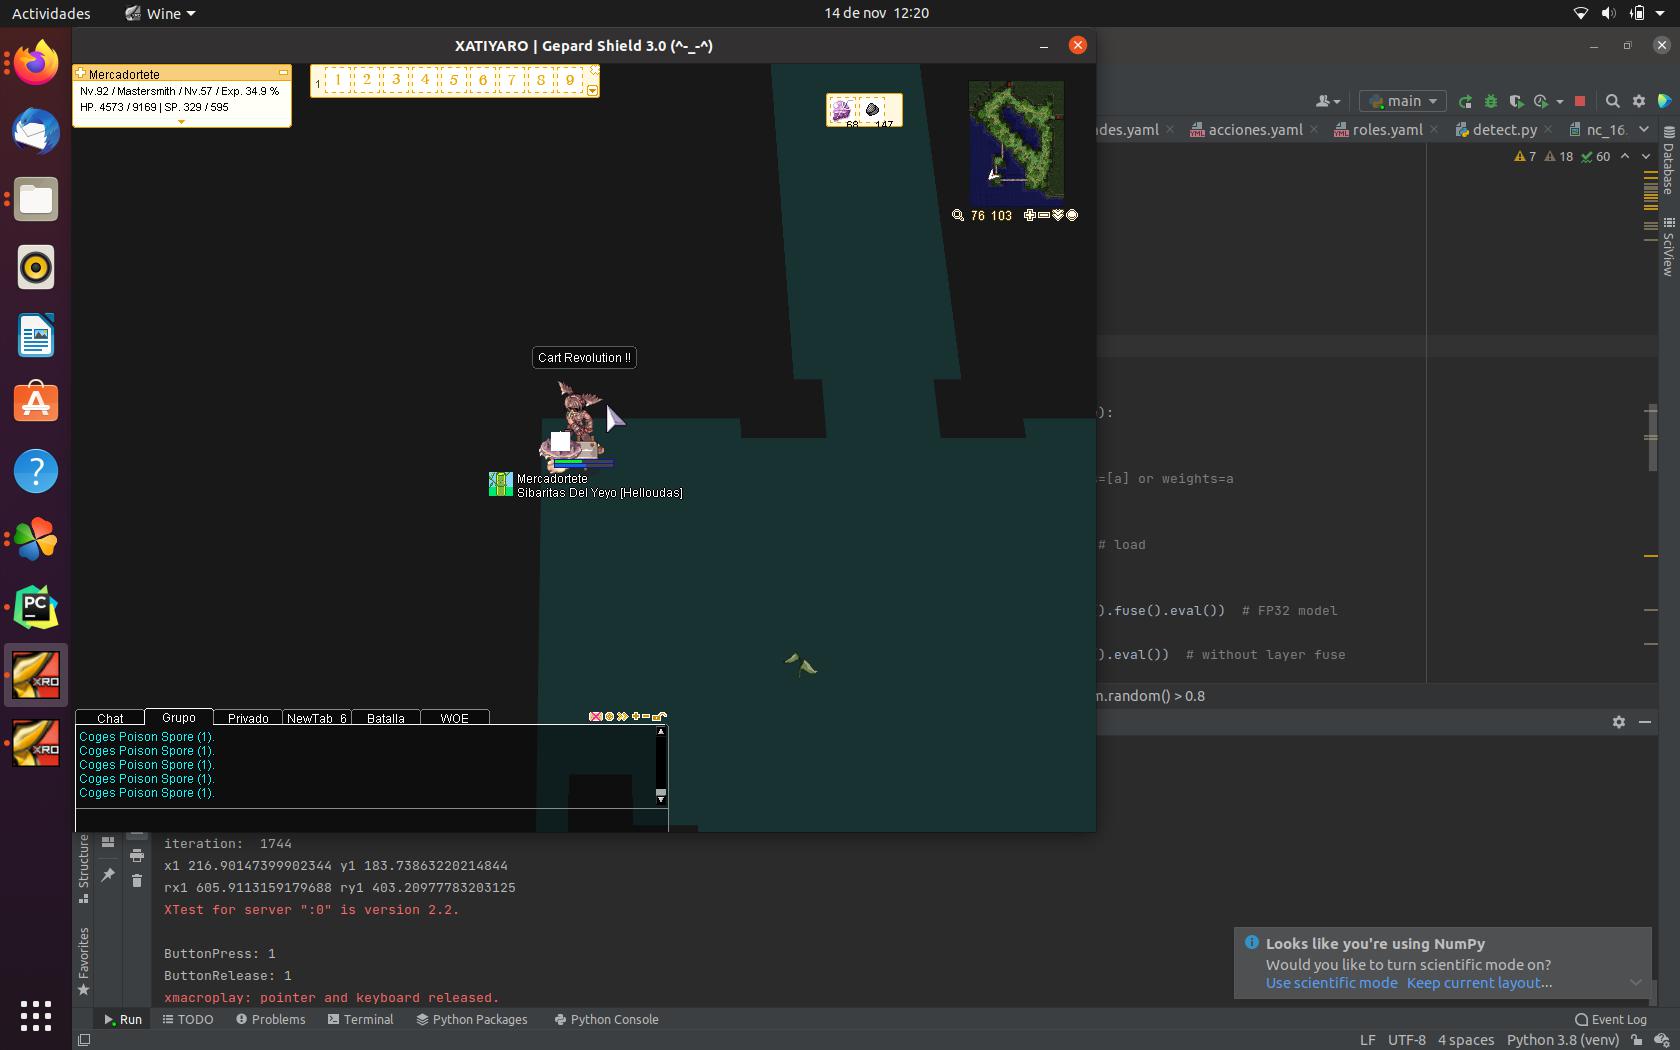 Actividades
Wine
14 de nov 12:20
XATIYARO | Gepard Shield 3.0 (^-_-^)
Mercadortete
Nv.92 / Mastersmith / Nv.57 / Exp. 34.9 %
HP. 4573 / 9169 | SP. 329 / 595
1
1 2 3 4 5 6 7 8 9
68 147
76 103
main
acciones.yaml
roles.yaml
detect.py
7 18 60
Database
SciView
Cart Revolution !!
Mercadortete
Sibaritas Del Yeyo [Helloudas]
):
=[a] or weights=a
# load
).fuse().eval()) # FP32 model
).eval()) # without layer fuse
m.random() > 0.8
Chat Grupo Privado NewTab_6 Batalla WOE
Coges Poison Spore (1).
Coges Poison Spore (1).
Coges Poison Spore (1).
Coges Poison Spore (1).
Coges Poison Spore (1).
PC
XRO
XRO
Structure
Favorites
iteration: 1744
x1 216.90147399902344 y1 183.73863220214844
rx1 605.9113159179688 ry1 403.20977783203125
XTest for server ":0" is version 2.2.
ButtonPress: 1
ButtonRelease: 1
xmacroplay: pointer and keyboard released.
Looks like you're using NumPy
Would you like to turn scientific mode on?
Use scientific mode Keep current layout...
Run TODO Problems Terminal Python Packages Python Console
Event Log
LF UTF-8 4 spaces Python 3.8 (venv)